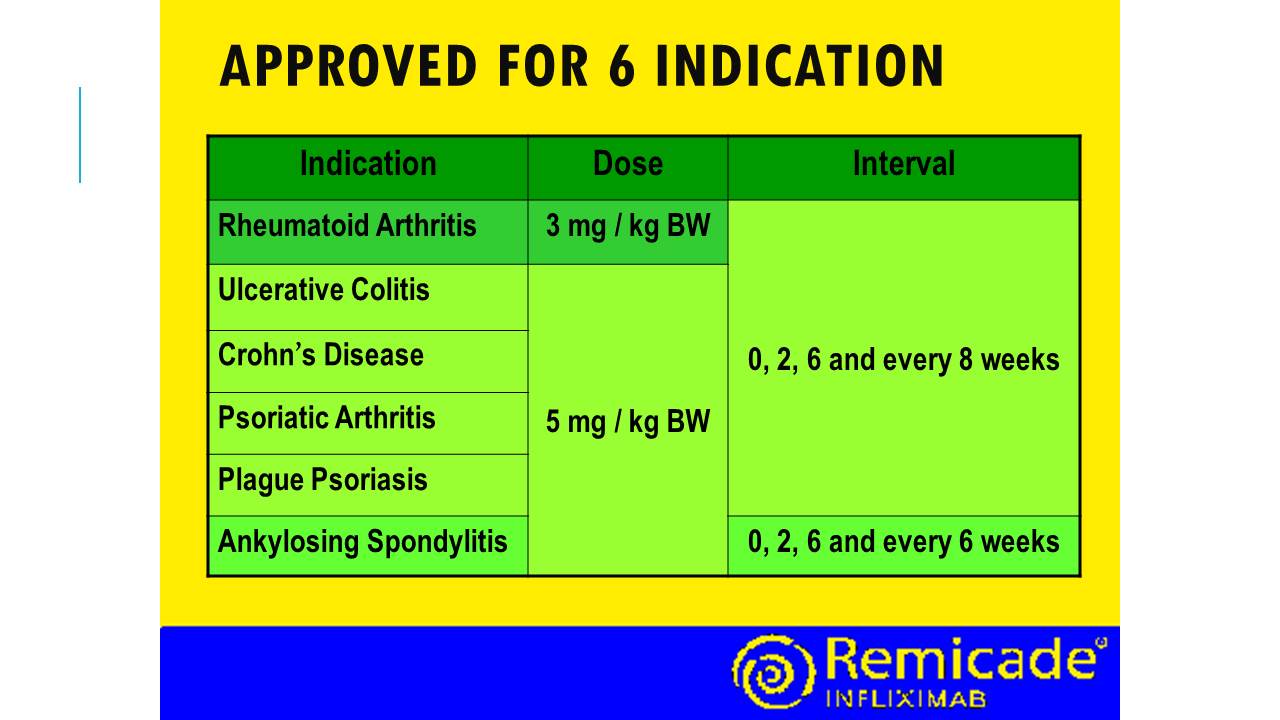 APPROVED FOR 6 INDICATION
Indication Dose Interval
Rheumatoid Arthritis 3 mg / kg BW
Ulcerative Colitis
Crohn’s Disease
0, 2, 6 and every 8 weeks
Psoriatic Arthritis
5 mg / kg BW
Plague Psoriasis
Ankylosing Spondylitis 0, 2, 6 and every 6 weeks
Remicade
INFLIXIMAB